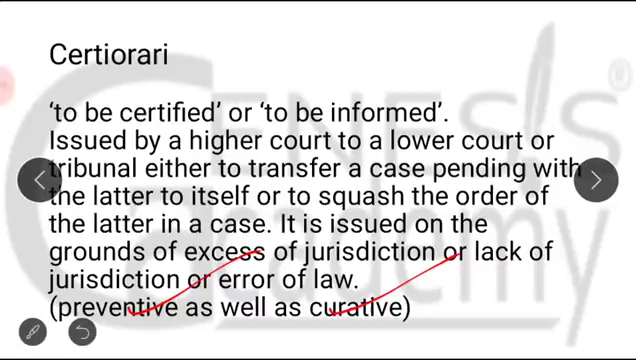 Certiorari
'to be certified' or 'to be informed'.
Issued by a higher court to a lower court or
tribunal either to transfer a case pending with
the latter to itself or to squash the order of
the latter in a case. It is issued on the
grounds of excess of jurisdiction or lack of
jurisdiction or error of law.
(preventive as well as curative)
GENESIS
academy